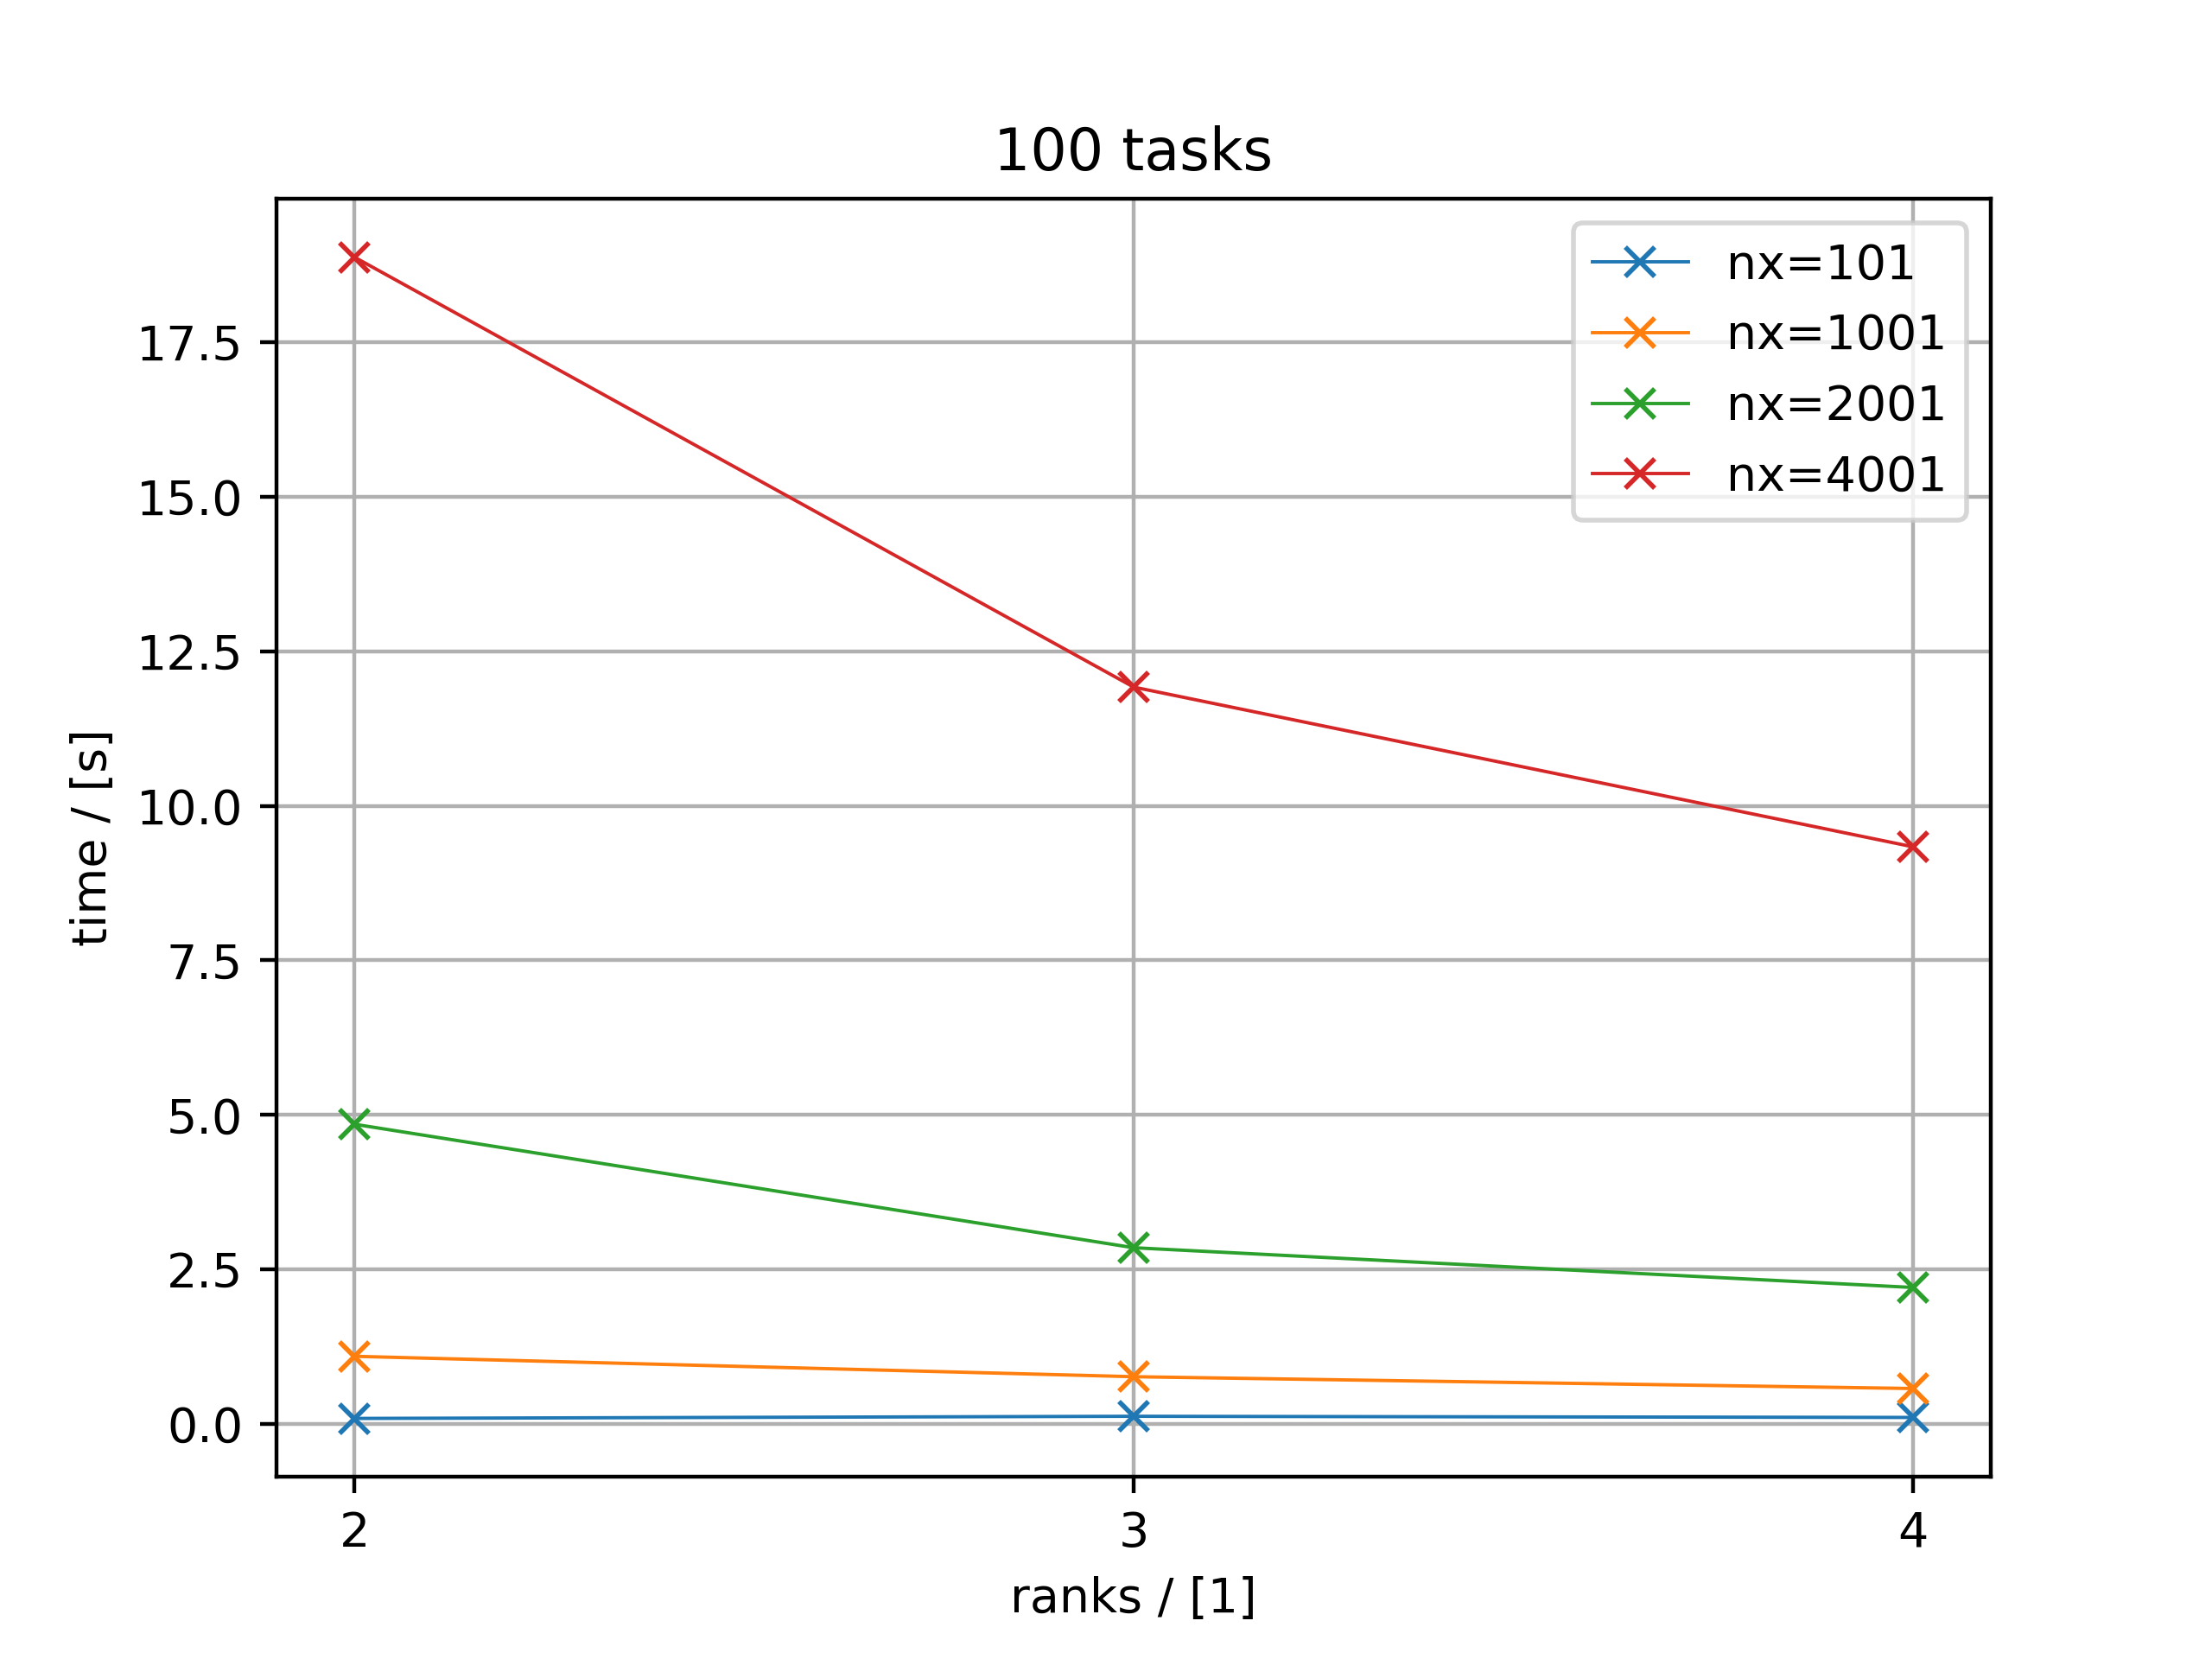 100 tasks
nx=101
nx=1001
nx=2001
nx=4001
17.5
15.0
12.5
10.0
7.5
5.0
2.5
0.0
time / [s]
2 3 4
ranks / [1]